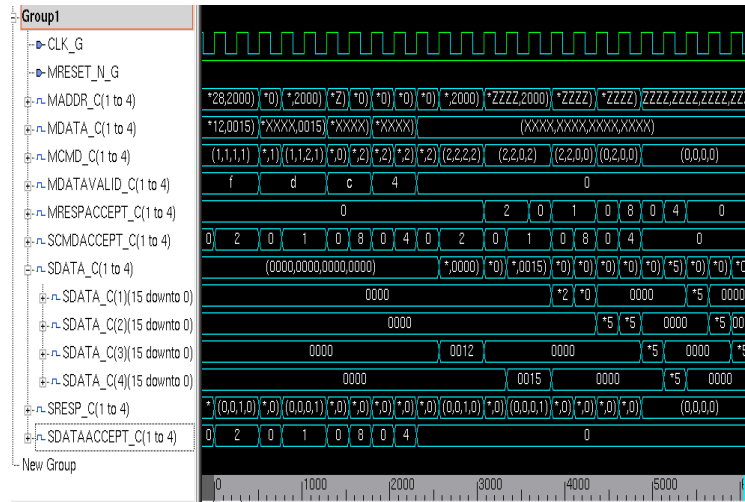 Group1
CLK_G
MRESET_N_G
MADDR_C(1 to 4) *28,2000) *0) *,2000) *Z) *0) *0) *0) *0) *,2000) *ZZZZ,2000) *ZZZZ) *ZZZZ) ZZZZ,ZZZZ,ZZZZ,ZZ
MDATA_C(1 to 4) *12,0015) *XXXX,0015) *XXXX) *XXXX) (XXXX,XXXX,XXXX,XXXX)
MCMD_C(1 to 4) (1,1,1,1) *,1) (1,1,2,1) *,0) *,2) *,2) *,2) *,2) (2,2,2,2) (2,2,0,2) (2,2,0,0) (0,2,0,0) (0,0,0,0)
MDATAVALID_C(1 to 4) f d c 4 0
MRESPACCEPT_C(1 to 4) 0 2 0 1 0 8 0 4 0
SCMDACCEPT_C(1 to 4) 0 2 0 1 0 8 0 4 0 2 0 1 0 8 0 4 0
SDATA_C(1 to 4) (0000,0000,0000,0000) *,0000) *0) *,0015) *0) *0) *0) *0) *0) *5) *0) *0)
SDATA_C(1)(15 downto 0) 0000 *2 *0 0000 *5 0000
SDATA_C(2)(15 downto 0) 0000 *5 *5 0000 *5 00
SDATA_C(3)(15 downto 0) 0000 0012 0000 *5 0000
SDATA_C(4)(15 downto 0) 0000 0015 0000 *5 0000
SRESP_C(1 to 4) * (0,0,1,0) *,0) (0,0,0,1) *,0) *,0) *,0) *,0) *,0) (0,0,1,0) *,0) (0,0,0,1) *,0) *,0) *,0) *,0) (0,0,0,0)
SDATAACCEPT_C(1 to 4) 0 2 0 1 0 8 0 4 0
New Group
0 1000 2000 3000 4000 5000